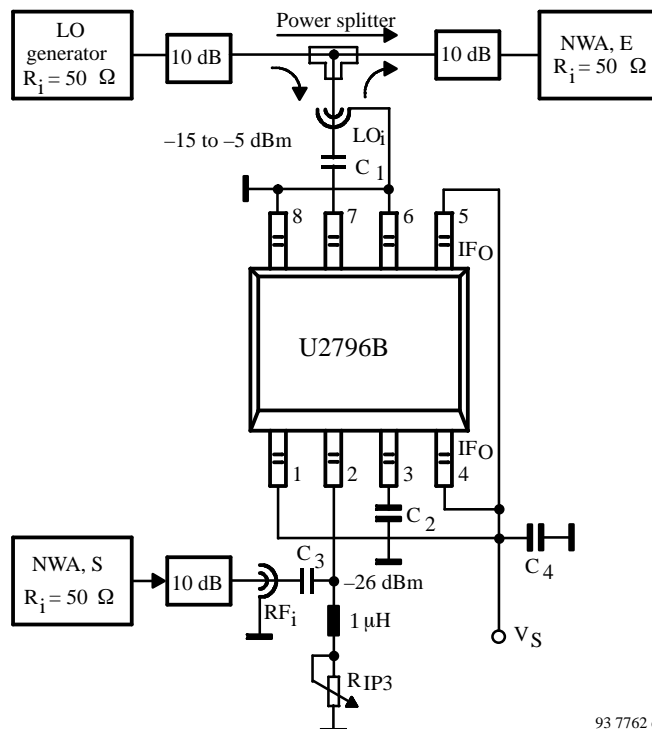 Power splitter
LO
generator
Ri = 50 Ω
10 dB
10 dB
NWA, E
Ri = 50 Ω
–15 to –5 dBm
LOi
C1
8
7
6
5
IFO
U2796B
IFO
1
2
3
4
C2
C4
NWA, S
Ri = 50 Ω
10 dB
RFi
C3
–26 dBm
1 μH
RIP3
VS
93 7762